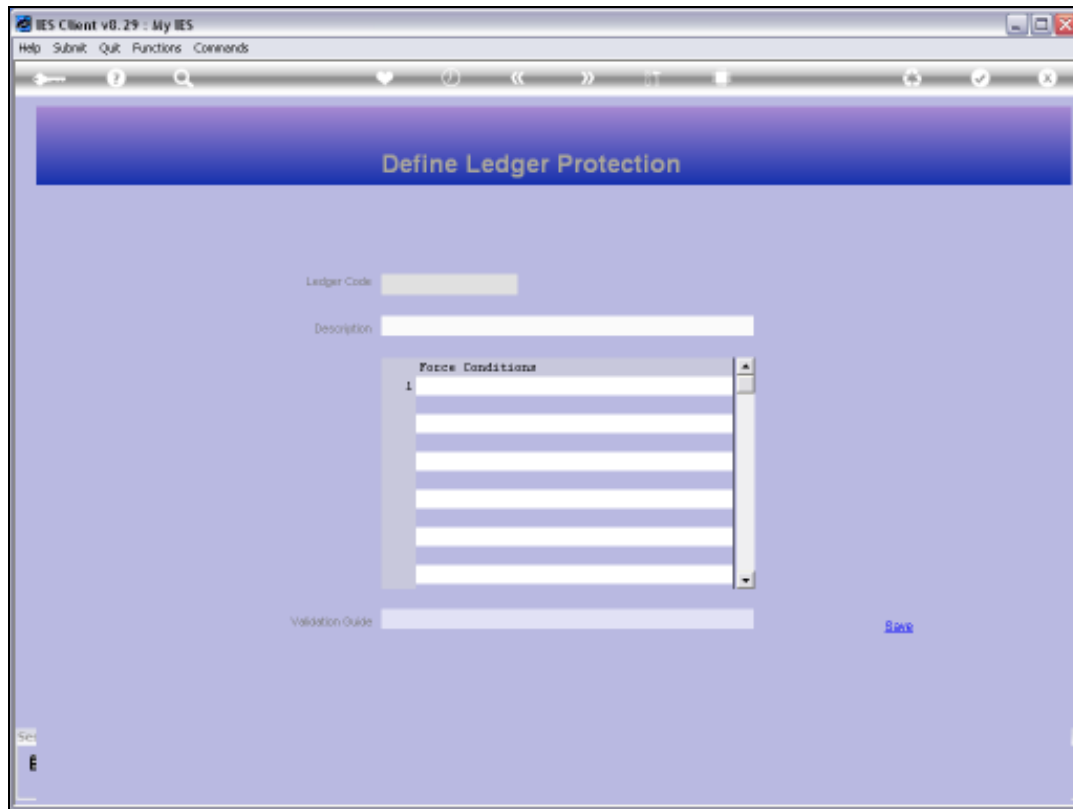 IES Client v8.29 : My IES
Help Submit Quit Functions Commands
Define Ledger Protection
Ledger Code
Description
Force Conditions
1
Validation Guide
Save